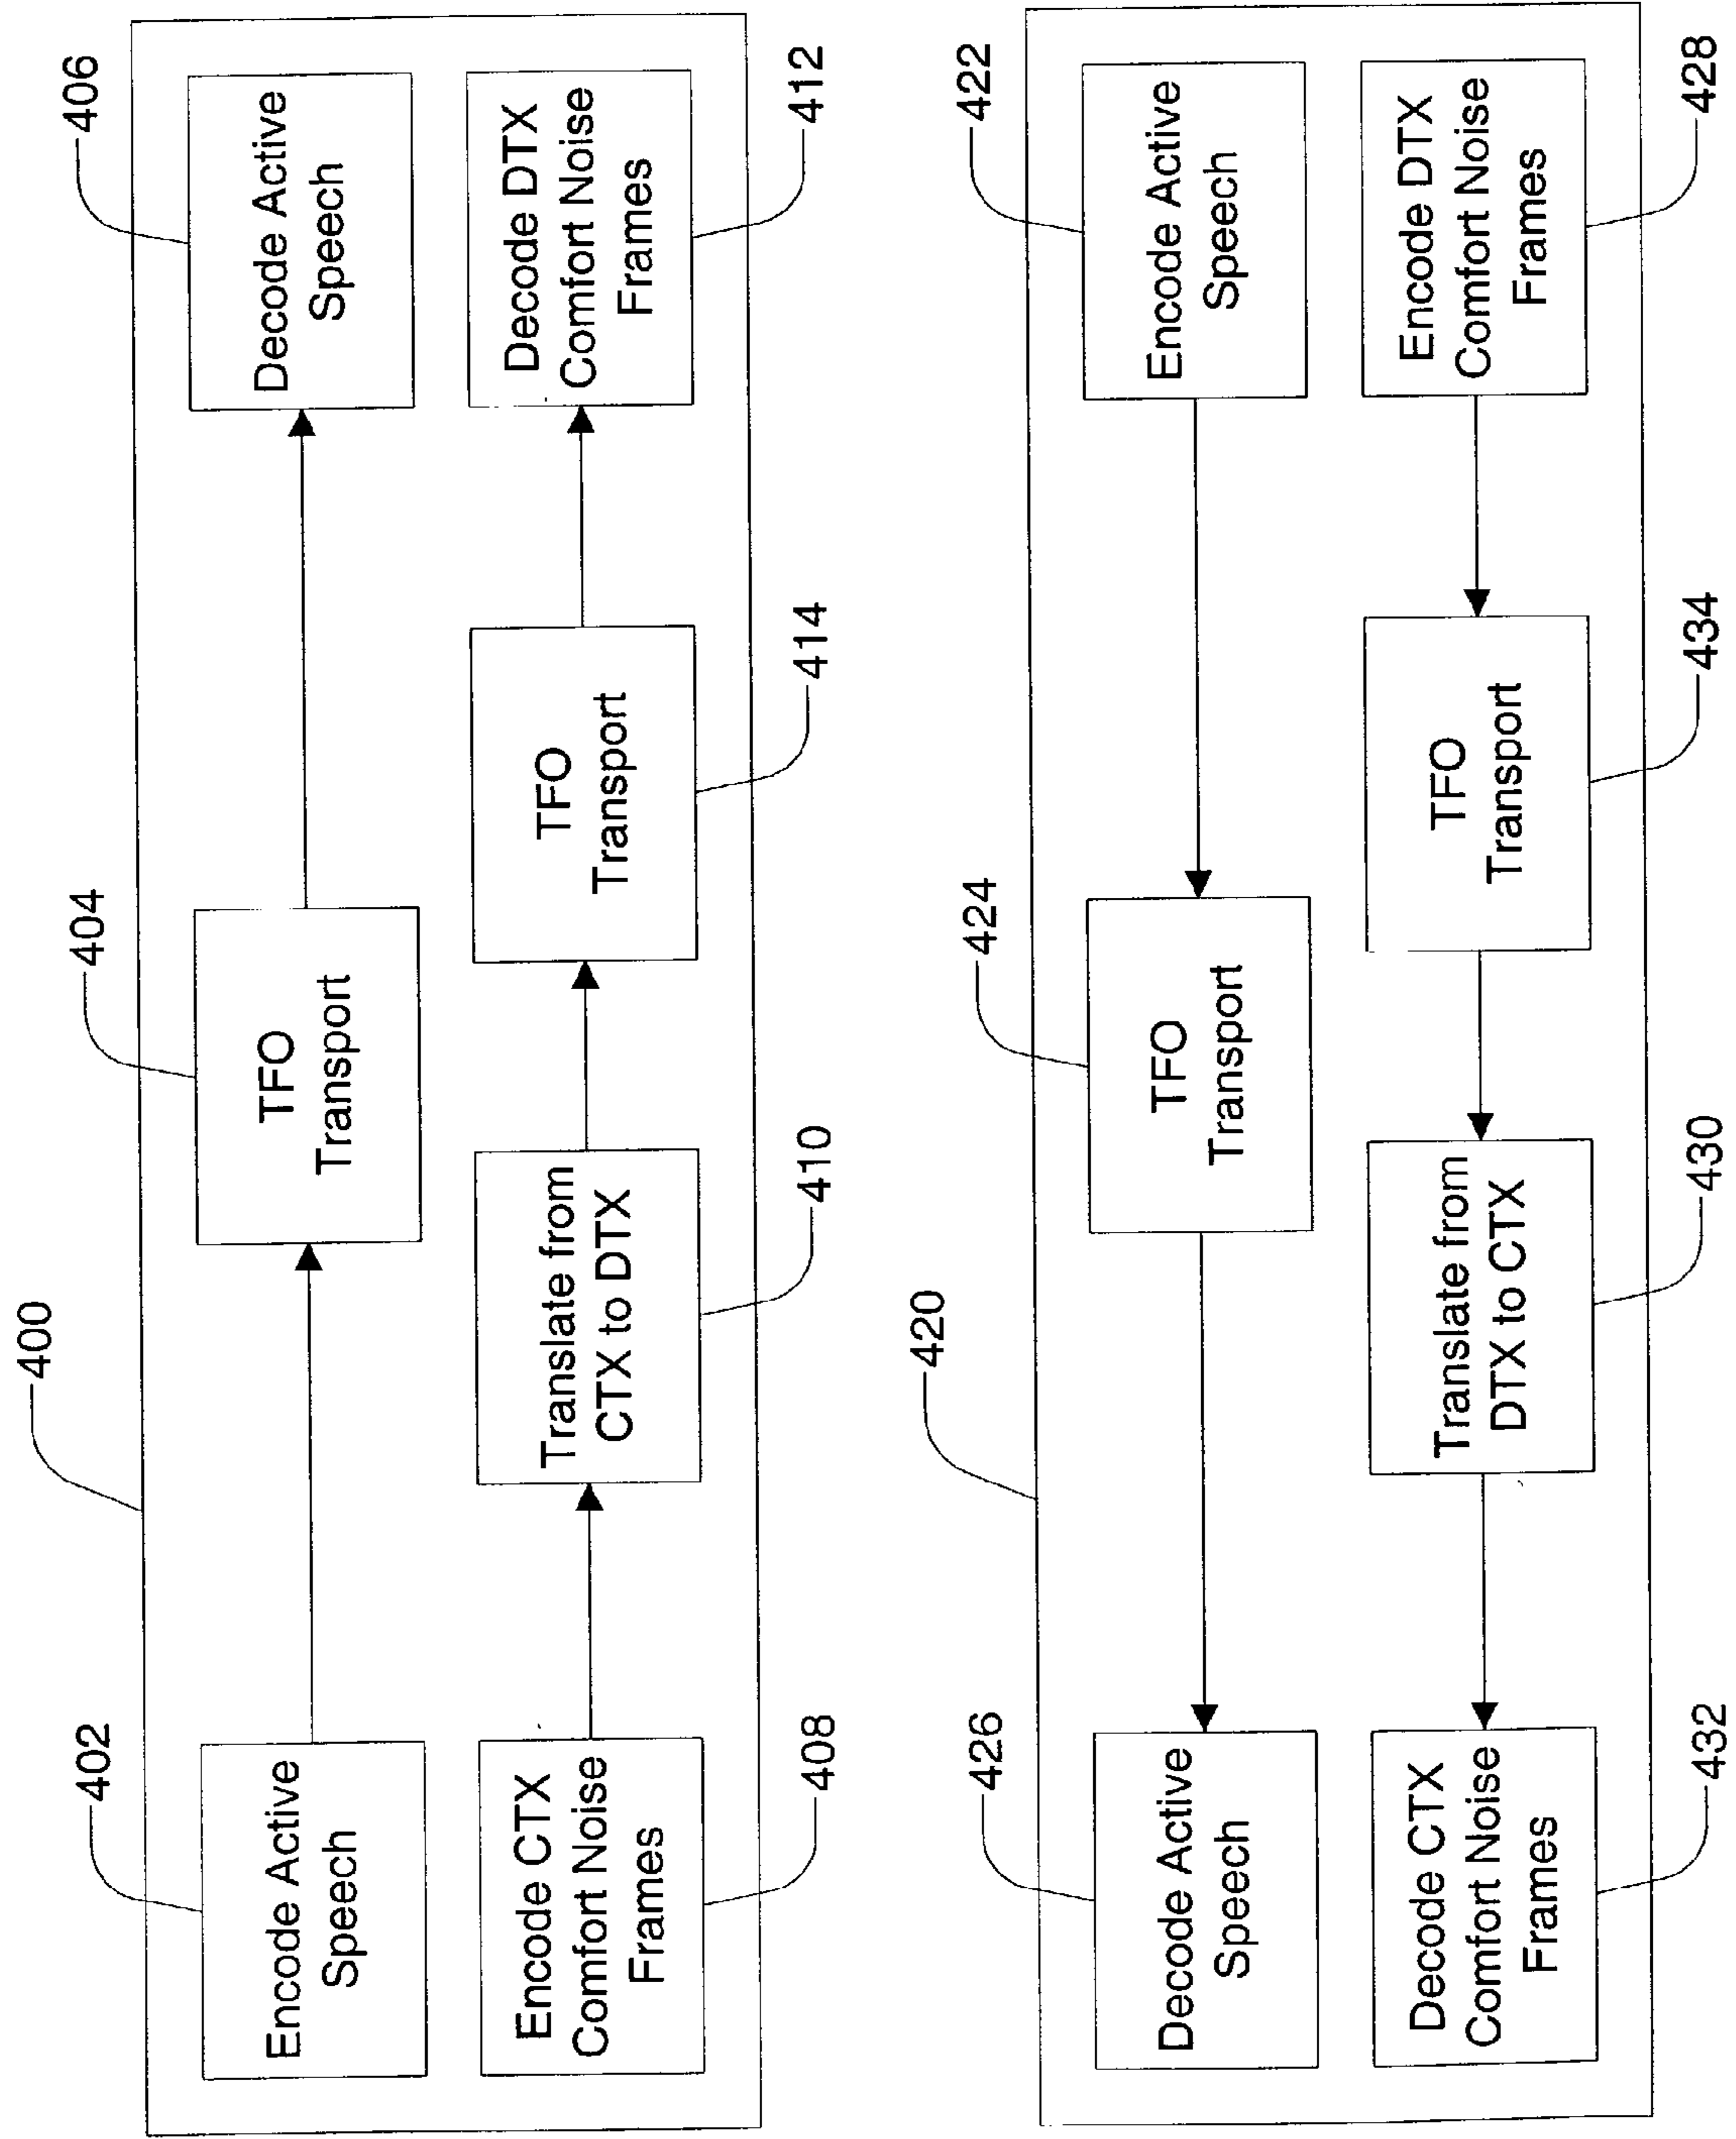 400
402
Encode Active
Speech
404
TFO
Transport
406
Decode Active
Speech
Encode CTX
Comfort Noise
Frames
408
Translate from
CTX to DTX
410
TFO
Transport
414
Decode DTX
Comfort Noise
Frames
412
420
426
Decode Active
Speech
424
TFO
Transport
422
Encode Active
Speech
Decode CTX
Comfort Noise
Frames
432
Translate from
DTX to CTX
430
TFO
Transport
434
Encode DTX
Comfort Noise
Frames
428